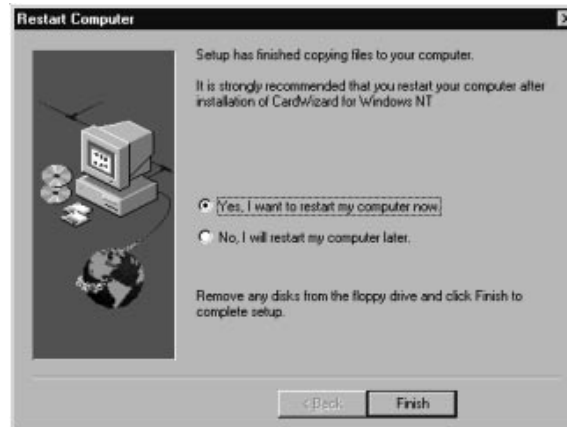 Restart Computer
Setup has finished copying files to your computer.
It is strongly recommended that you restart your computer after
installation of CardWizard for Windows NT
Yes, I want to restart my computer now.
No, I will restart my computer later.
Remove any disks from the floppy drive and click Finish to
complete setup.
< Back
Finish